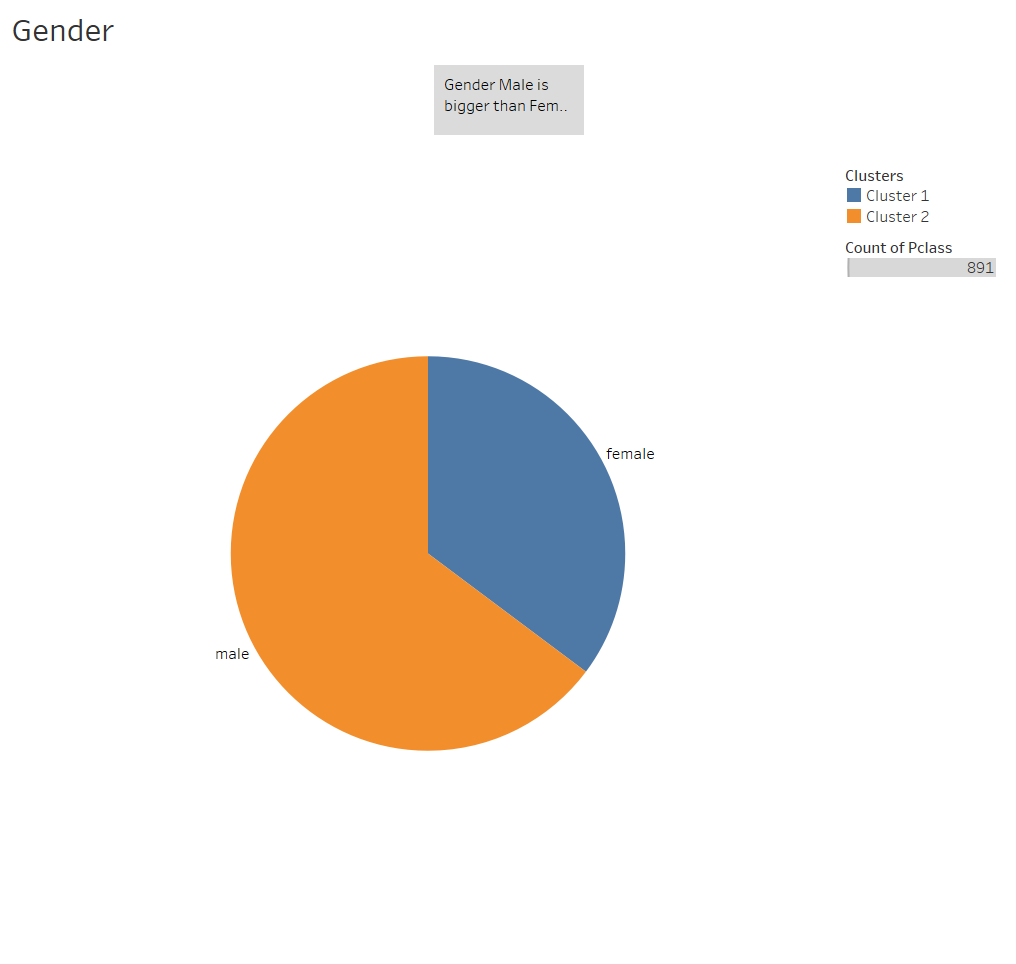 Gender
Gender Male is
bigger than Fem..
Clusters
Cluster 1
Cluster 2
Count of Pclass
891
female
male